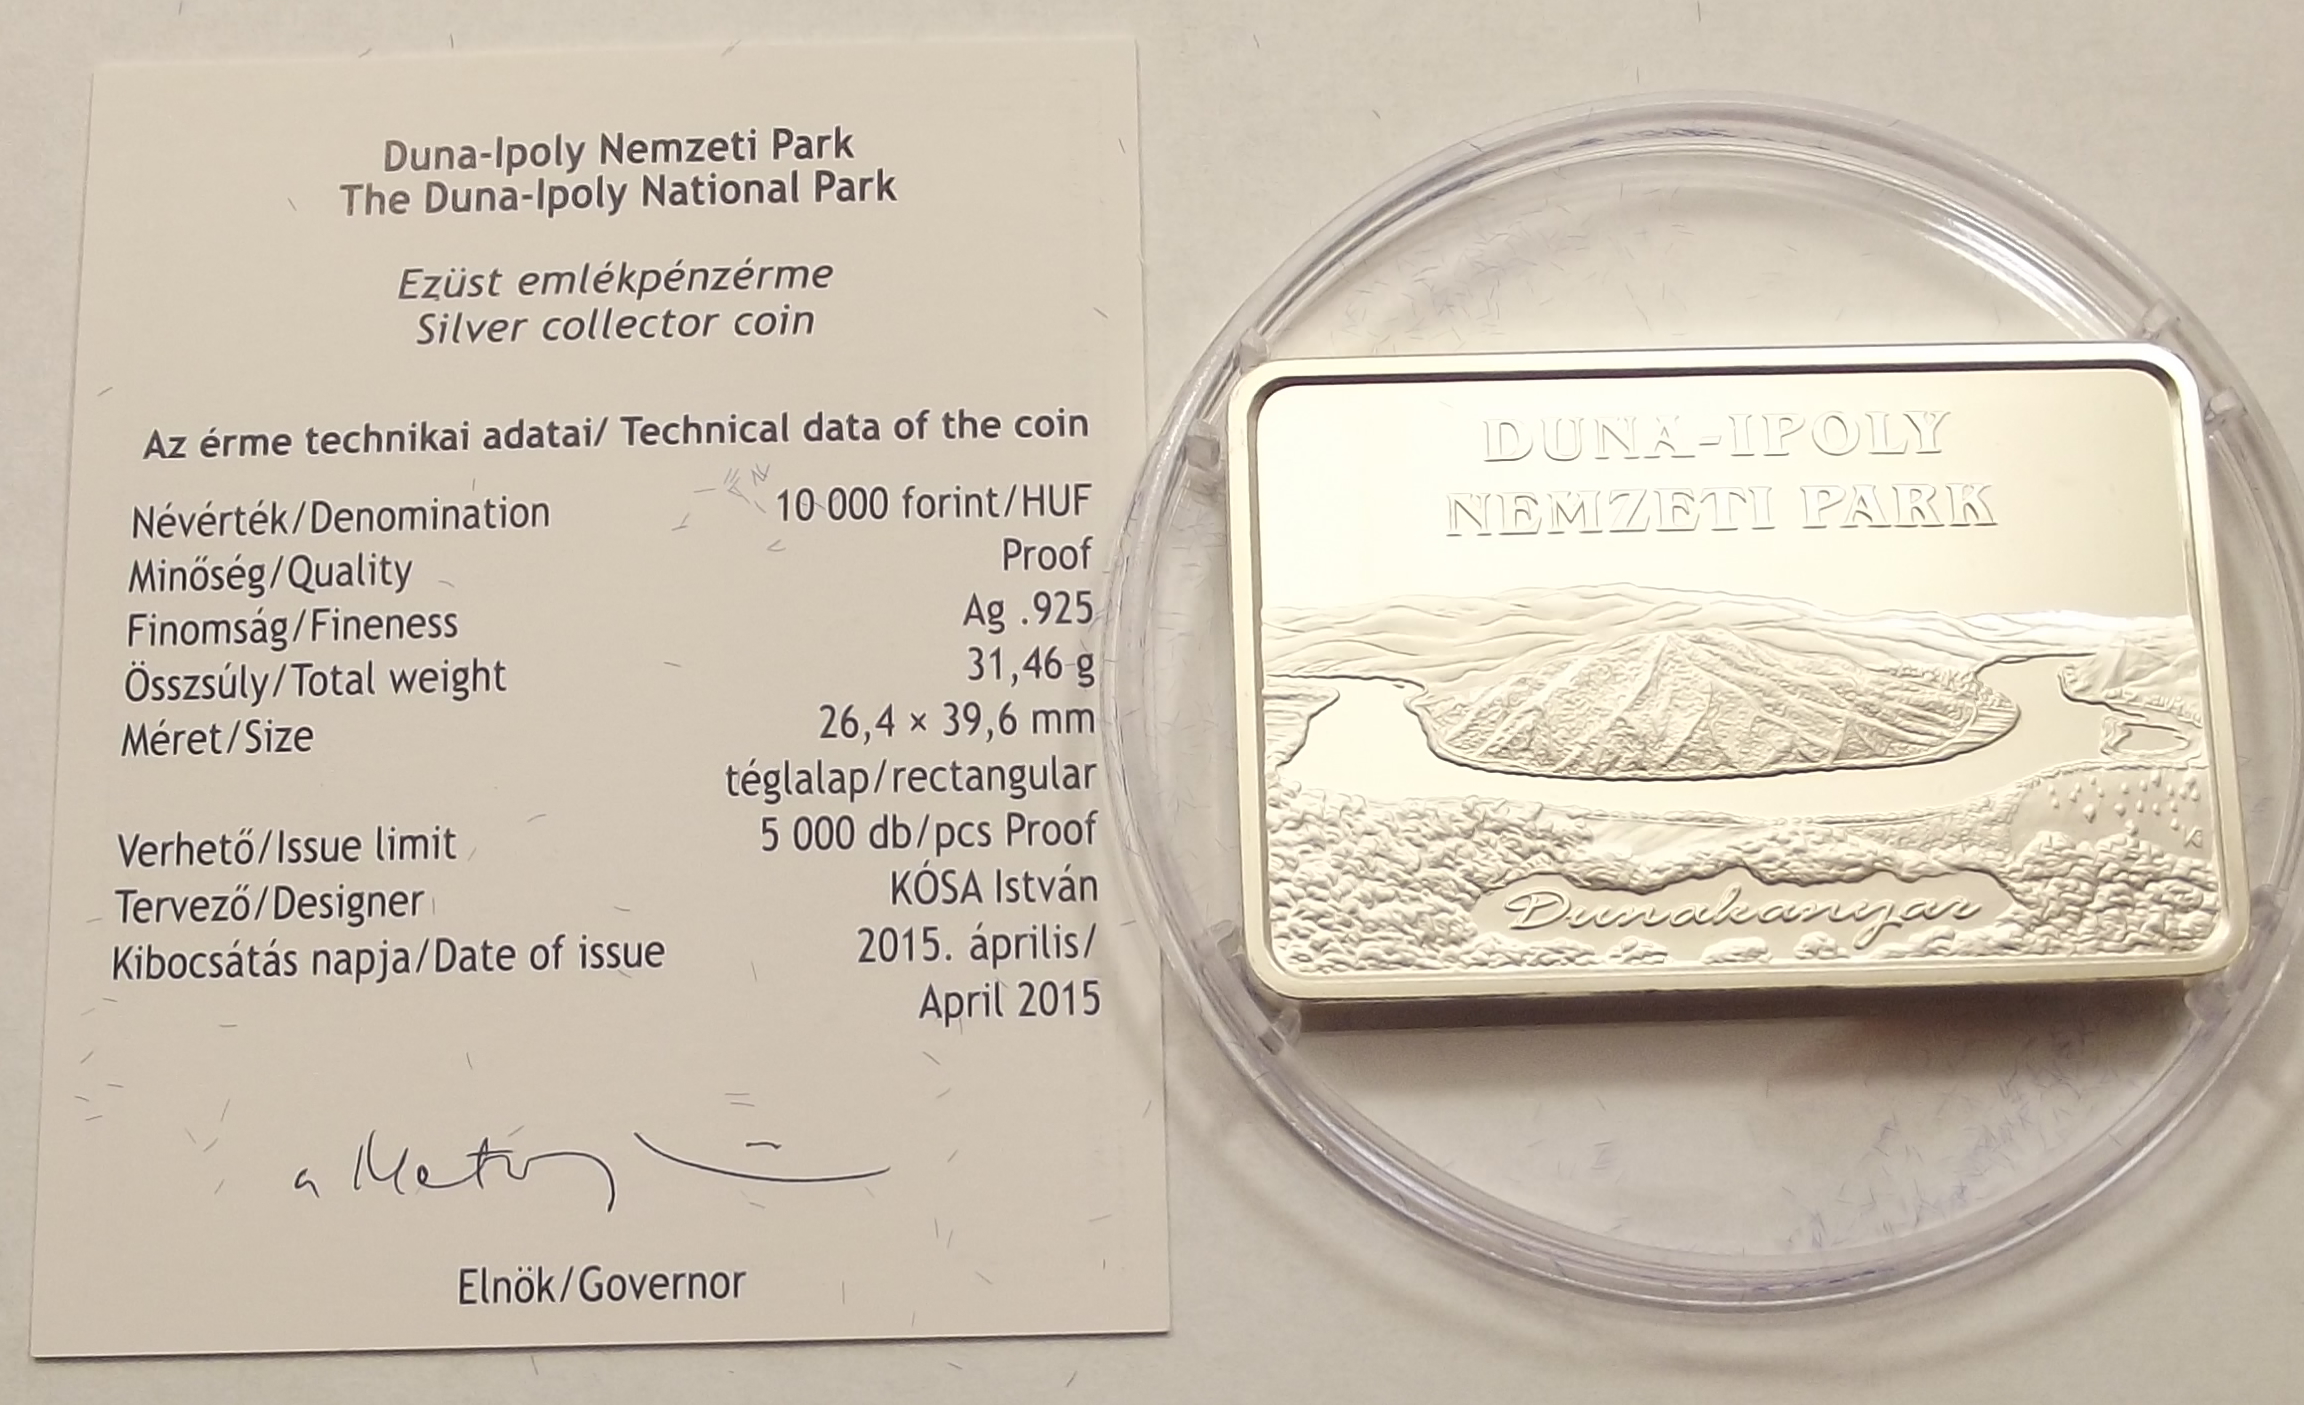 Duna-Ipoly Nemzeti Park
The Duna-Ipoly National Park
Ezüst emlékpénzérme
Silver collector coin
Az érme technikai adatai/ Technical data of the coin
Névérték/Denomination 10 000 forint/HUF
Minőség/Quality Proof
Finomság/Fineness Ag .925
Összsúly/Total weight 31,46 g
Méret/Size 26,4 × 39,6 mm
téglalap/rectangular
Verhető/Issue limit 5 000 db/pcs Proof
Tervező/Designer KÓSA István
Kibocsátás napja/Date of issue 2015. április/
April 2015
Elnök/Governor
DUNA-IPOLY
NEMZETI PARK
Dunakanyar